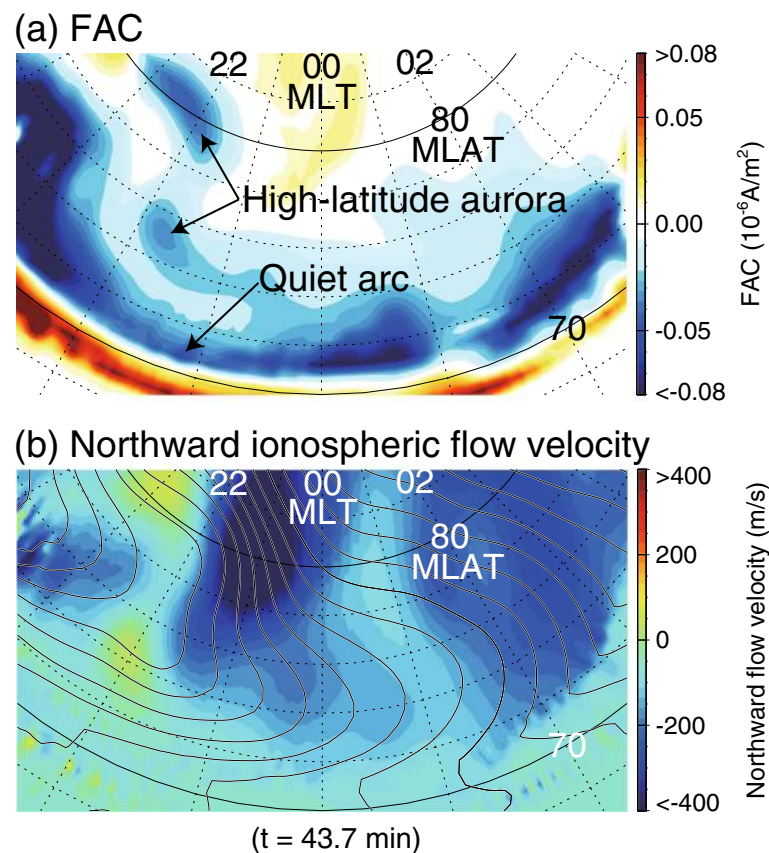 (a) FAC
22 00 02
MLT
80
MLAT
High-latitude aurora
Quiet arc
70
>0.08
0.05
0.00
-0.05
<-0.08
FAC (10⁻⁶A/m²)
(b) Northward ionospheric flow velocity
22 00 02
MLT
80
MLAT
70
>400
200
0
-200
<-400
Northward flow velocity (m/s)
(t = 43.7 min)